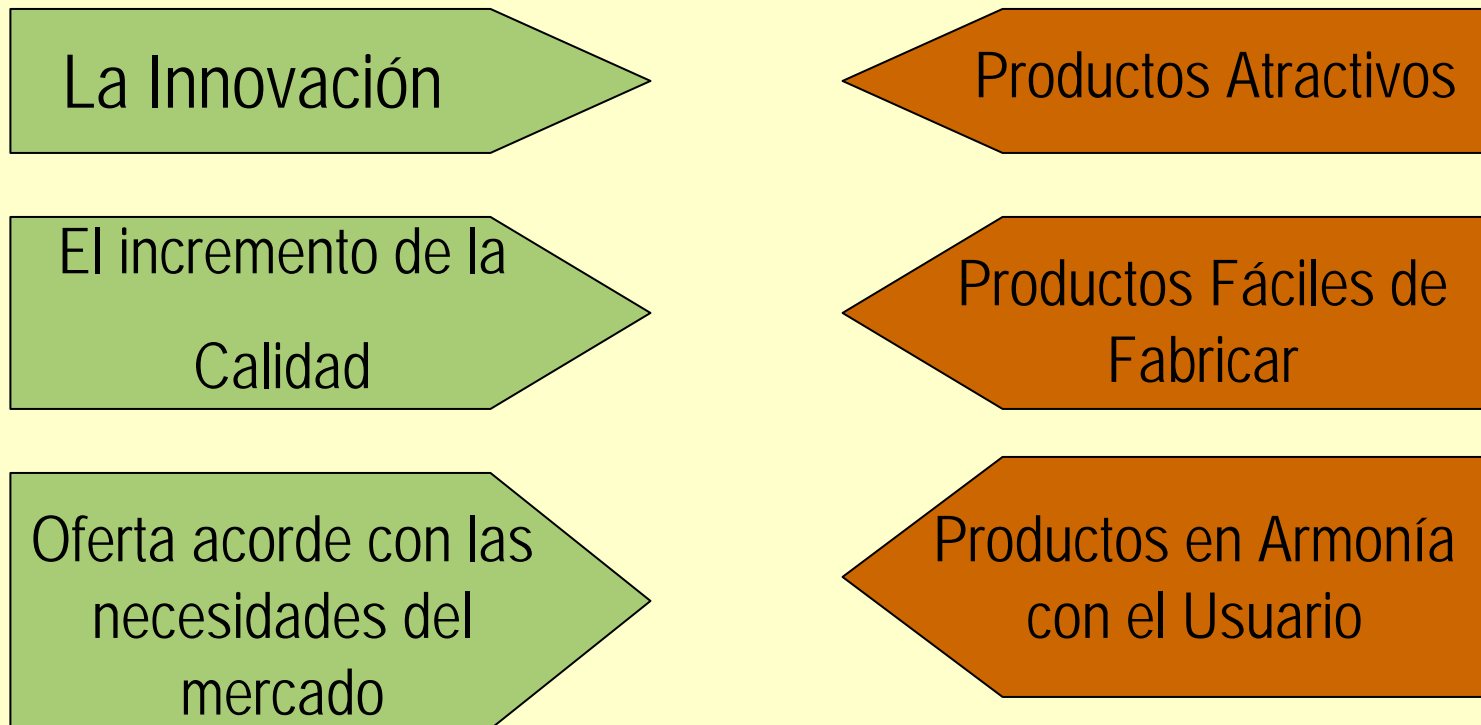 La Innovación
Productos Atractivos
El incremento de la
Calidad
Productos Fáciles de
Fabricar
Oferta acorde con las
necesidades del
mercado
Productos en Armonía
con el Usuario